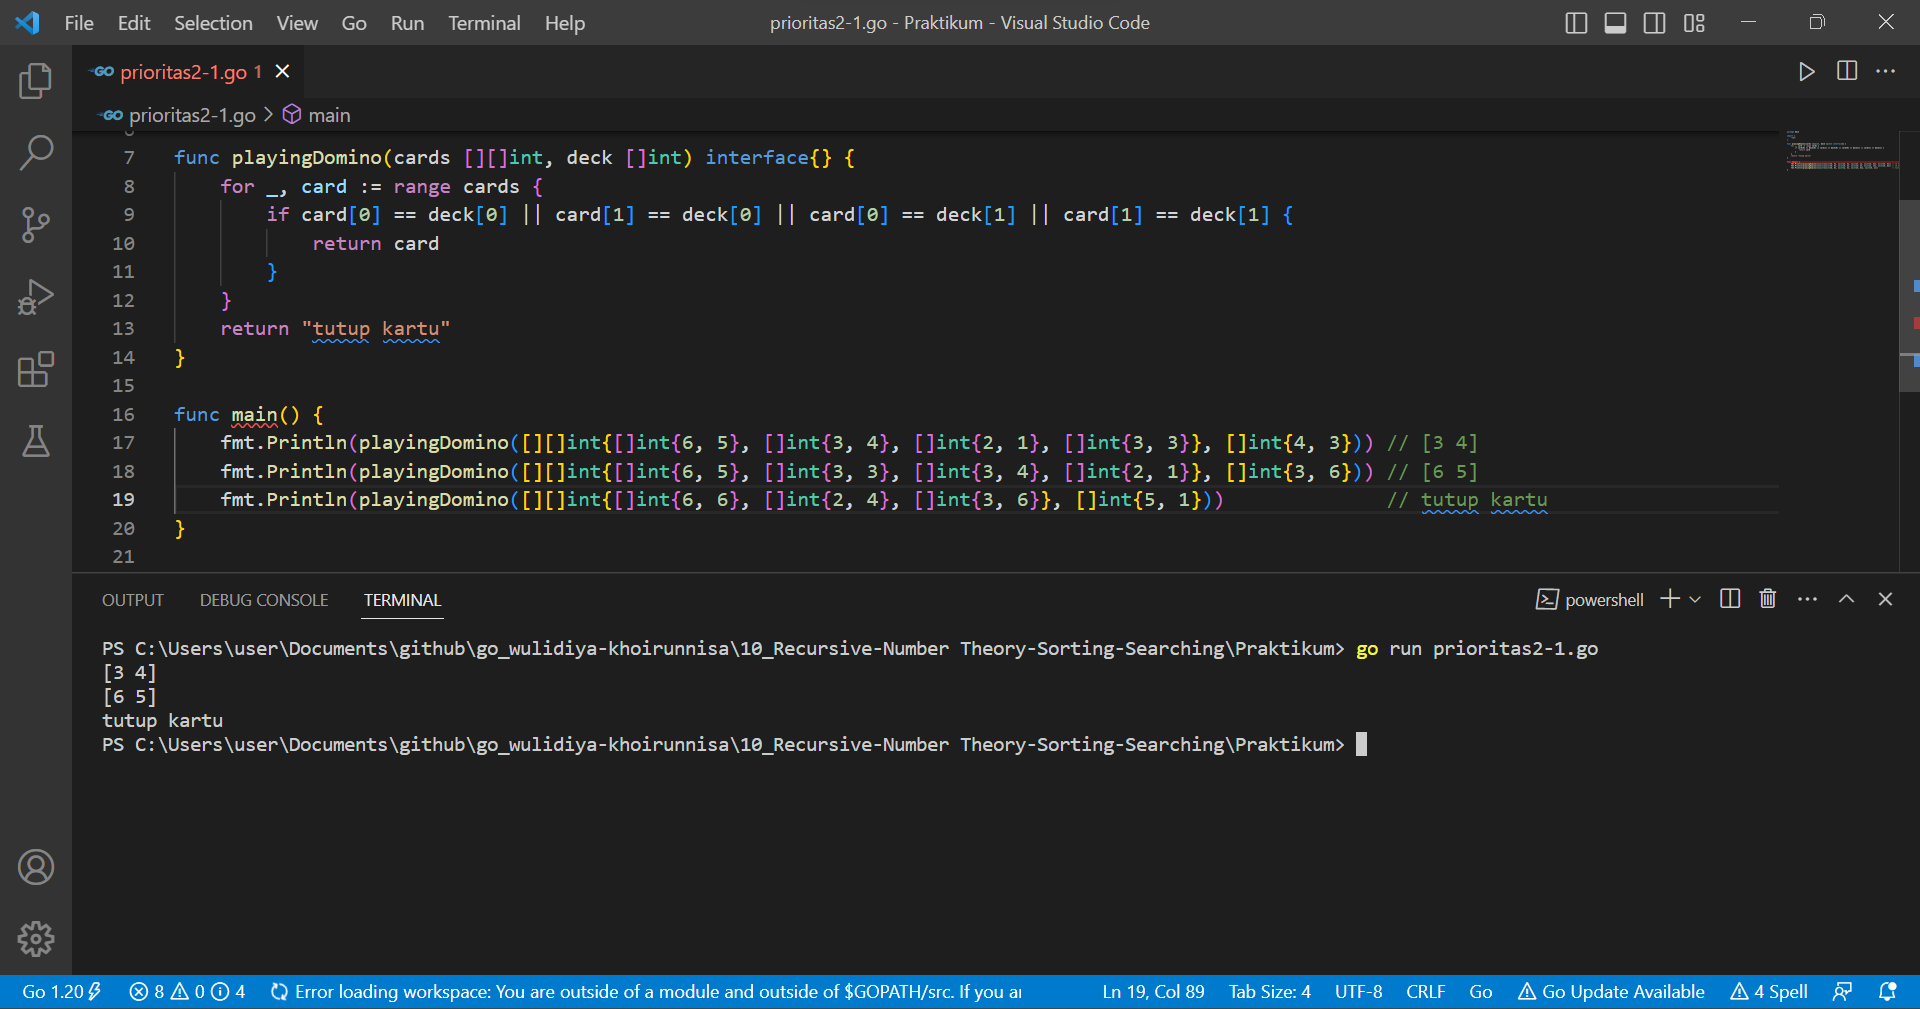 File Edit Selection View Go Run Terminal Help
prioritas2-1.go - Praktikum - Visual Studio Code
GO prioritas2-1.go 1
GO prioritas2-1.go > main
7 func playingDomino(cards [][]int, deck []int) interface{} {
8 for _, card := range cards {
9 if card[0] == deck[0] || card[1] == deck[0] || card[0] == deck[1] || card[1] == deck[1] {
10 return card
11 }
12 }
13 return "tutup kartu"
14 }
15
16 func main() {
17 fmt.Println(playingDomino([][]int{[]int{6, 5}, []int{3, 4}, []int{2, 1}, []int{3, 3}}, []int{4, 3})) // [3 4]
18 fmt.Println(playingDomino([][]int{[]int{6, 5}, []int{3, 3}, []int{3, 4}, []int{2, 1}}, []int{3, 6})) // [6 5]
19 fmt.Println(playingDomino([][]int{[]int{6, 6}, []int{2, 4}, []int{3, 6}}, []int{5, 1})) // tutup kartu
20 }
21
OUTPUT DEBUG CONSOLE TERMINAL
powershell
PS C:\Users\user\Documents\github\go_wulidiya-khoirunnisa\10_Recursive-Number Theory-Sorting-Searching\Praktikum> go run prioritas2-1.go
[3 4]
[6 5]
tutup kartu
PS C:\Users\user\Documents\github\go_wulidiya-khoirunnisa\10_Recursive-Number Theory-Sorting-Searching\Praktikum>
Go 1.20 8 0 4 Error loading workspace: You are outside of a module and outside of $GOPATH/src. If you Ln 19, Col 89 Tab Size: 4 UTF-8 CRLF Go Go Update Available 4 Spell